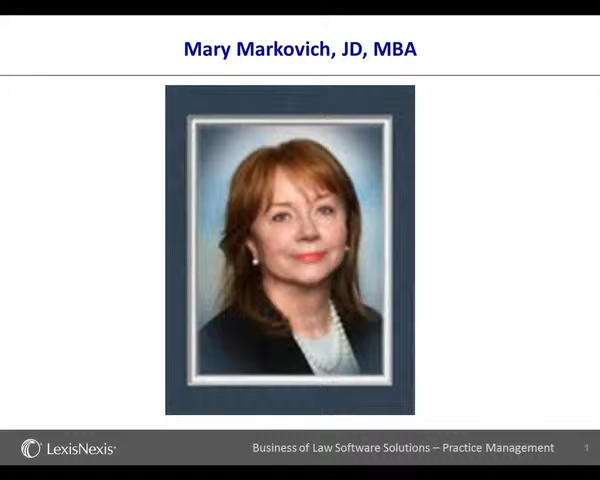 Mary Markovich, JD, MBA
LexisNexis®
Business of Law Software Solutions – Practice Management
1